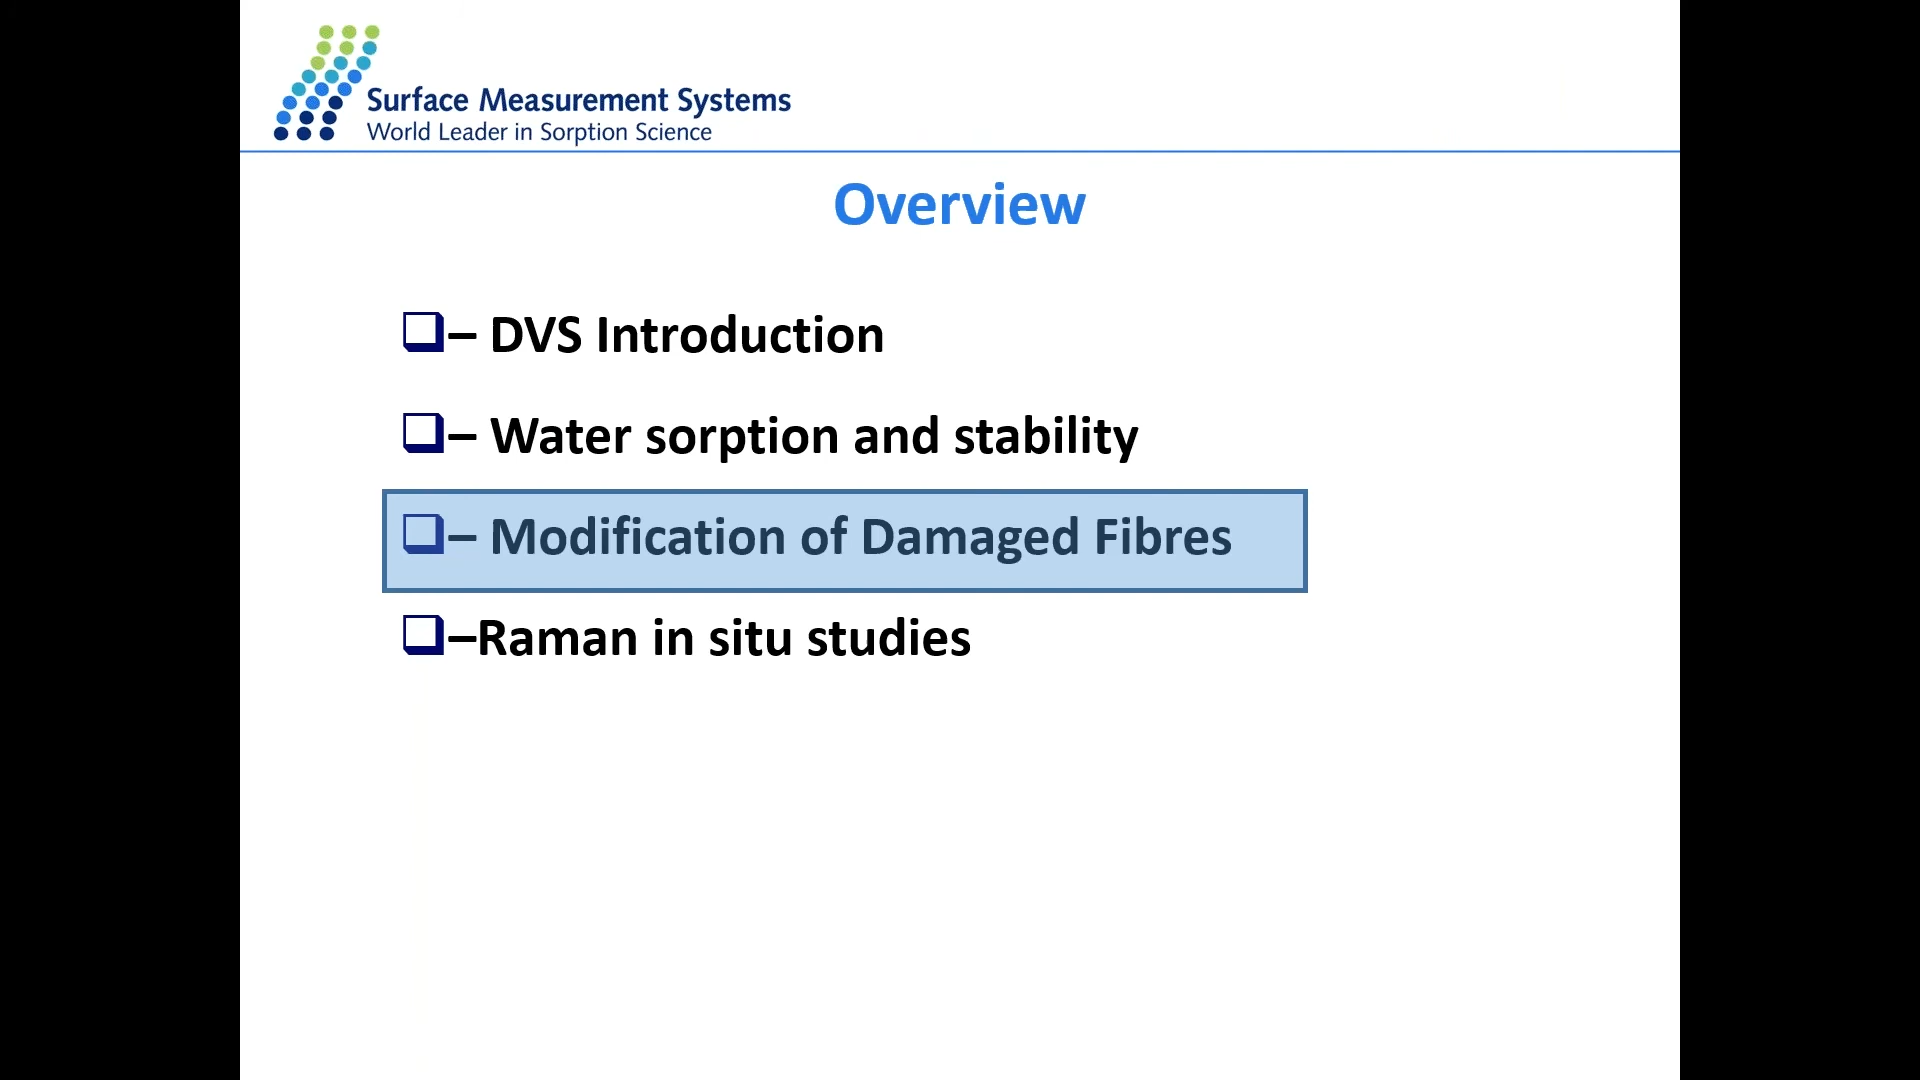 Surface Measurement Systems
World Leader in Sorption Science
Overview
❑– DVS Introduction
❑– Water sorption and stability
❑– Modification of Damaged Fibres
❑–Raman in situ studies